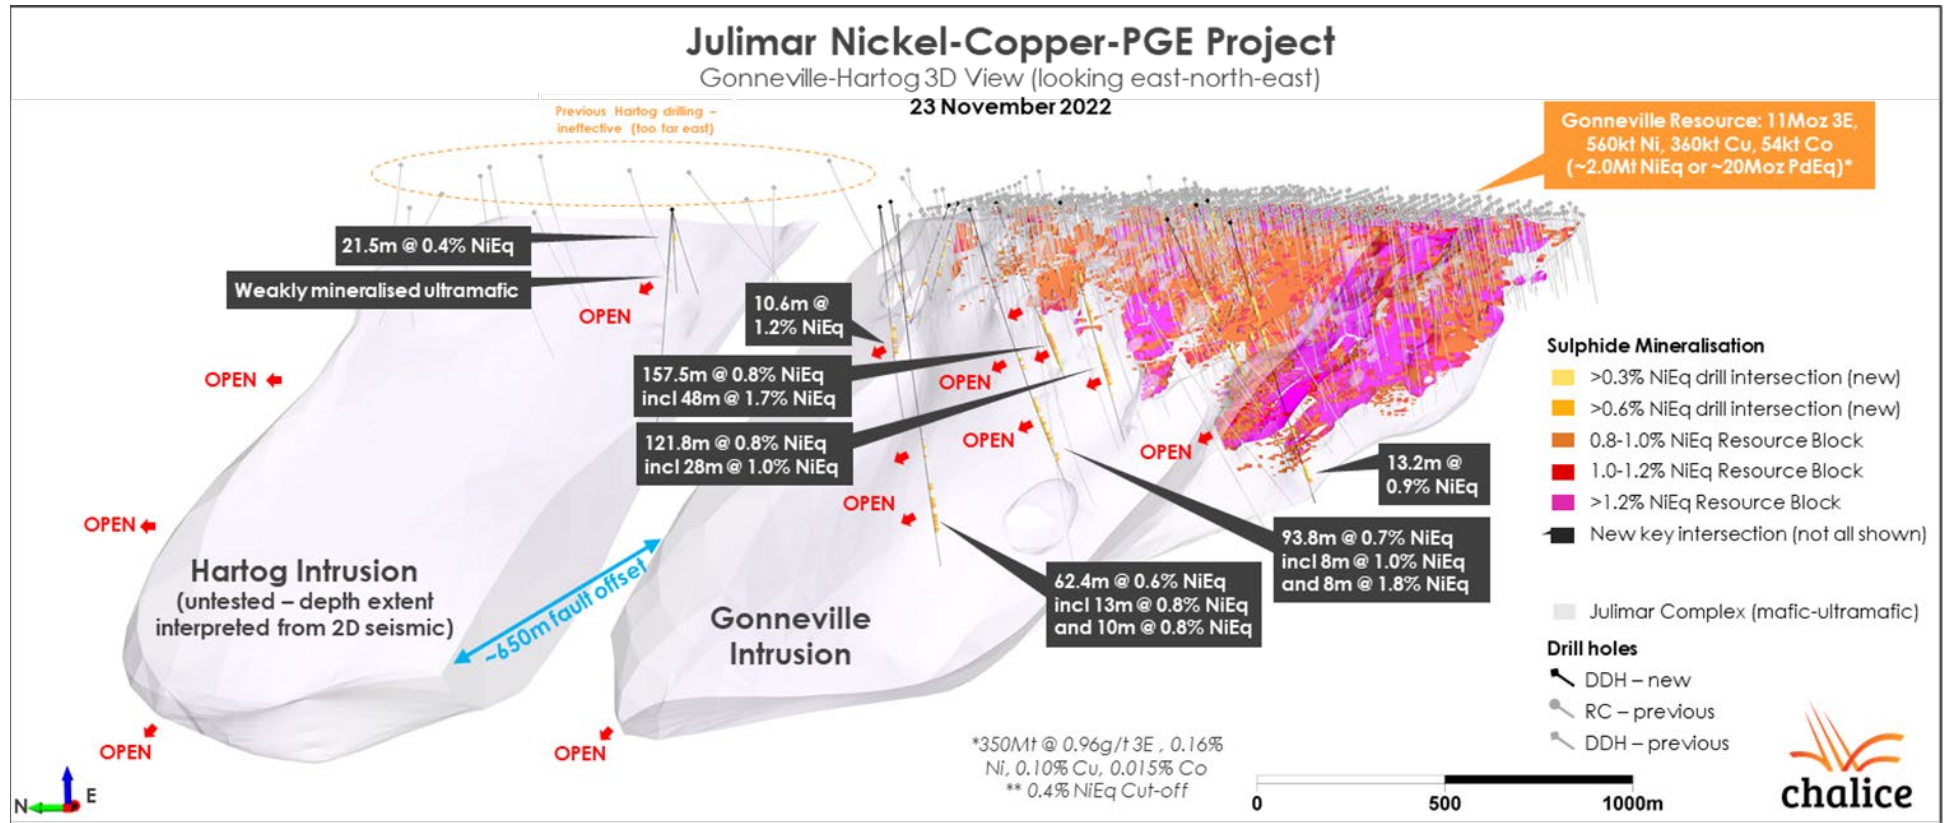 Julimar Nickel-Copper-PGE Project
Gonneville-Hartog 3D View (looking east-north-east)
23 November 2022
Previous Hartog drilling –
ineffective (too far east)
Gonneville Resource: 11Moz 3E,
560kt Ni, 360kt Cu, 54kt Co
(~2.0Mt NiEq or ~20Moz PdEq)*
21.5m @ 0.4% NiEq
Weakly mineralised ultramafic
OPEN
10.6m @
1.2% NiEq
OPEN
157.5m @ 0.8% NiEq
incl 48m @ 1.7% NiEq
OPEN
121.8m @ 0.8% NiEq
incl 28m @ 1.0% NiEq
OPEN
OPEN
13.2m @
0.9% NiEq
OPEN
OPEN
93.8m @ 0.7% NiEq
incl 8m @ 1.0% NiEq
and 8m @ 1.8% NiEq
62.4m @ 0.6% NiEq
incl 13m @ 0.8% NiEq
and 10m @ 0.8% NiEq
Hartog Intrusion
(untested – depth extent
interpreted from 2D seismic)
~650m fault offset
Gonneville
Intrusion
OPEN
OPEN
Sulphide Mineralisation
>0.3% NiEq drill intersection (new)
>0.6% NiEq drill intersection (new)
0.8-1.0% NiEq Resource Block
1.0-1.2% NiEq Resource Block
>1.2% NiEq Resource Block
New key intersection (not all shown)
Julimar Complex (mafic-ultramafic)
Drill holes
DDH – new
RC – previous
DDH – previous
*350Mt @ 0.96g/t 3E , 0.16%
Ni, 0.10% Cu, 0.015% Co
** 0.4% NiEq Cut-off
0 500 1000m
N E
chalice